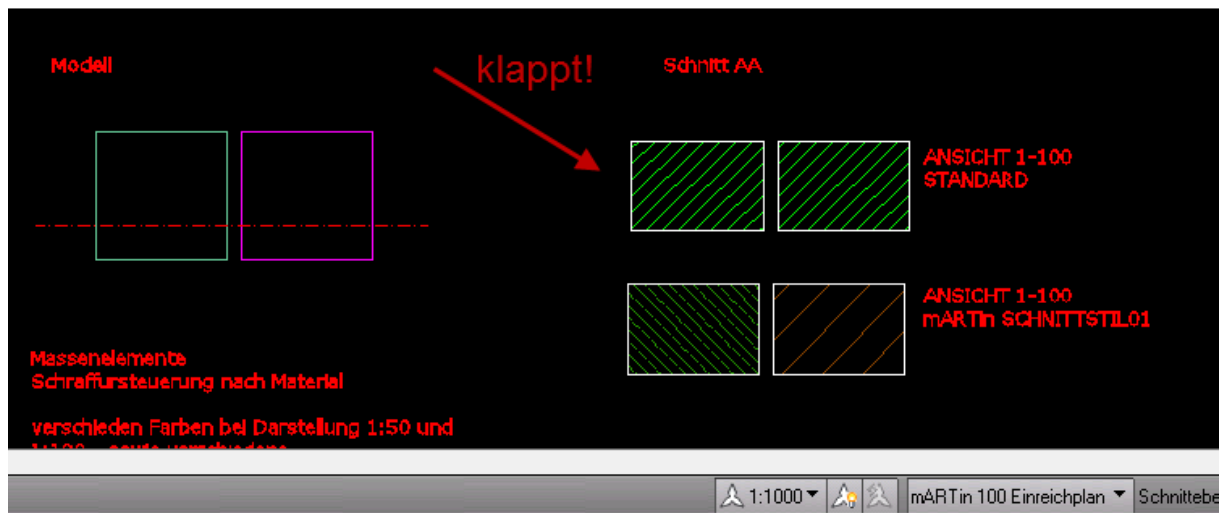 Modell
klappt!
Schnitt AA
ANSICHT 1-100
STANDARD
ANSICHT 1-100
mARTin SCHNITTSTIL01
Massenelemente
Schraffursteuerung nach Material
verschieden Farben bei Darstellung 1:50 und
1:1000
mARTin 100 Einreichplan
Schnittebe